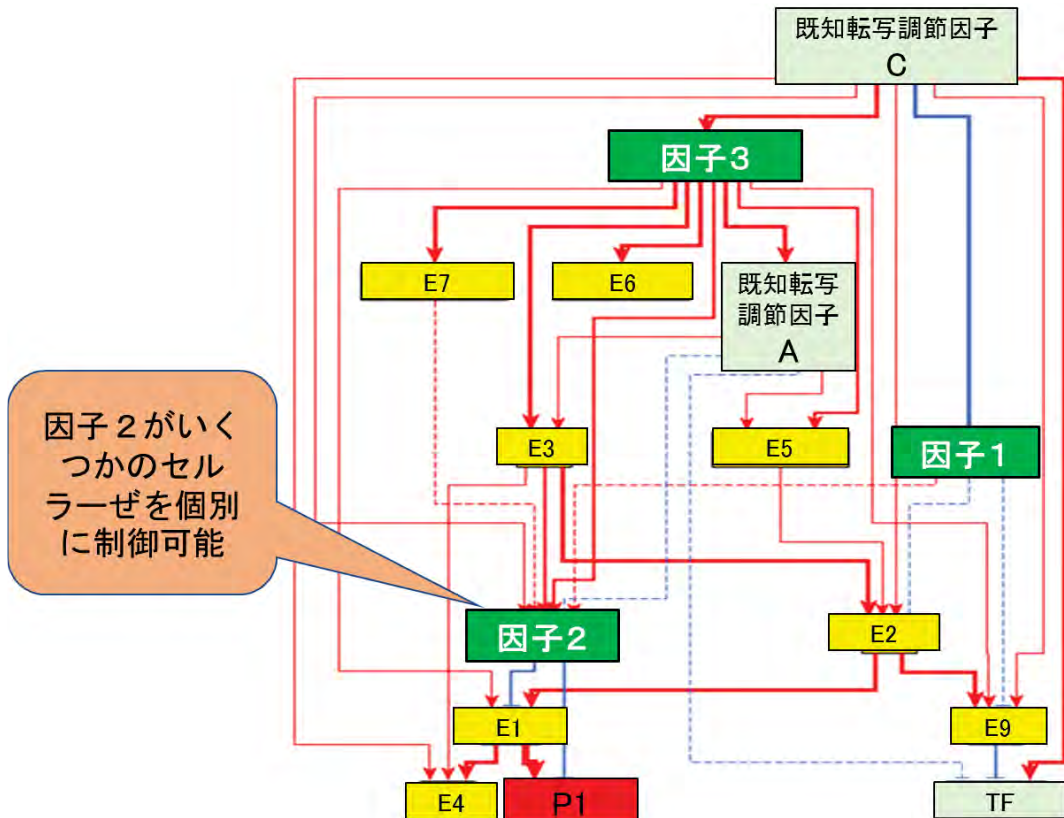 既知転写調節因子
C
因子3
E7
E6
既知転写
調節因子
A
因子2がいく
つかのセル
ラーぜを個別
に制御可能
E3
E5
因子1
因子2
E2
E1
E9
E4
P1
TF